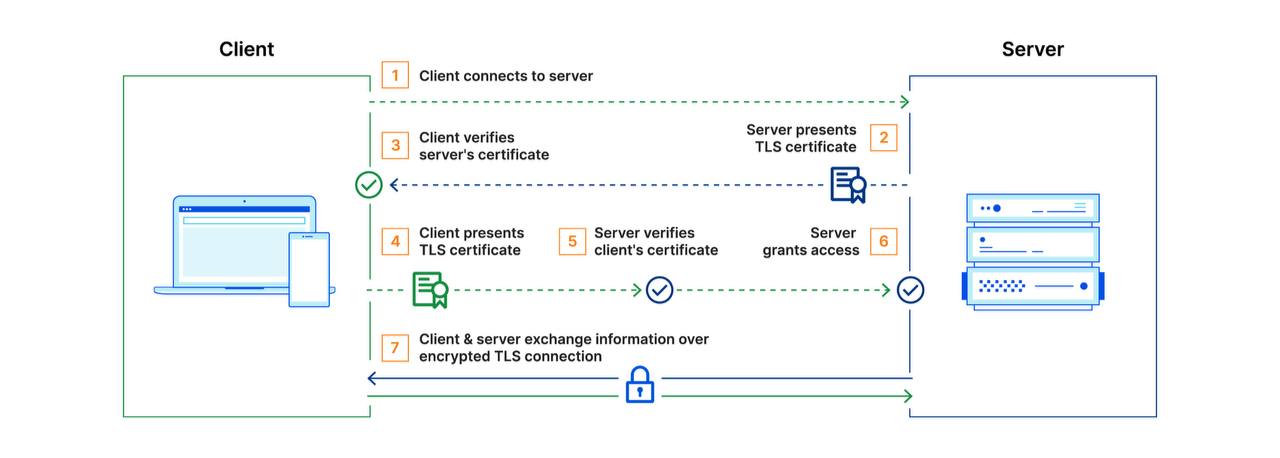 Client
Server
1
Client connects to server
Server presents
TLS certificate
2
3
Client verifies
server's certificate
4
Client presents
TLS certificate
5
Server verifies
client's certificate
Server
grants access
6
7
Client & server exchange information over
encrypted TLS connection